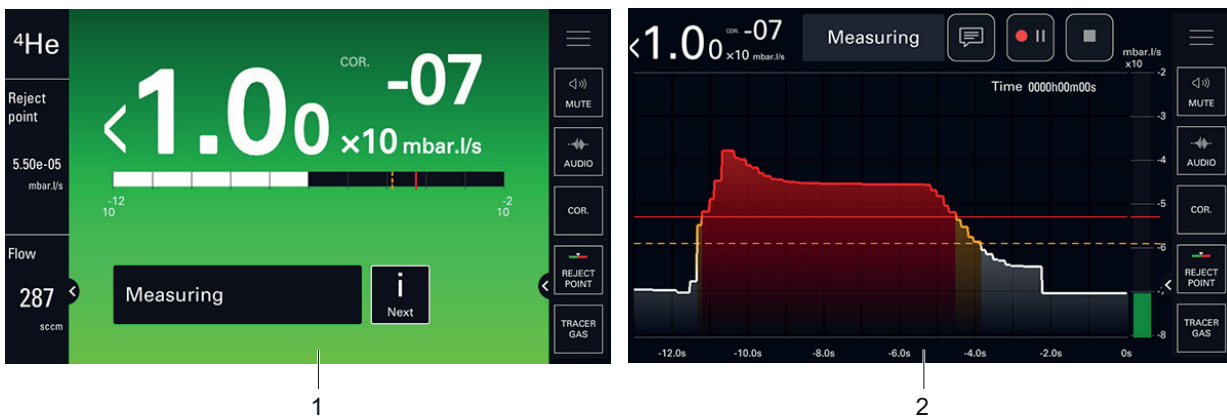 4He
Reject
point
5.50e-05
mbar.l/s
Flow
287
sccm
COR.
<1.00 x10 -07 mbar.l/s
-12
10
-2
10
Measuring
i
Next
MUTE
AUDIO
COR.
REJECT
POINT
TRACER
GAS
1
<1.00 x10 COR. -07 mbar.l/s
Measuring
mbar.l/s
x10
Time 0000h00m00s
-2
-3
-4
-5
-6
-7
-8
-12.0s -10.0s -8.0s -6.0s -4.0s -2.0s 0s
MUTE
AUDIO
COR.
REJECT
POINT
TRACER
GAS
2